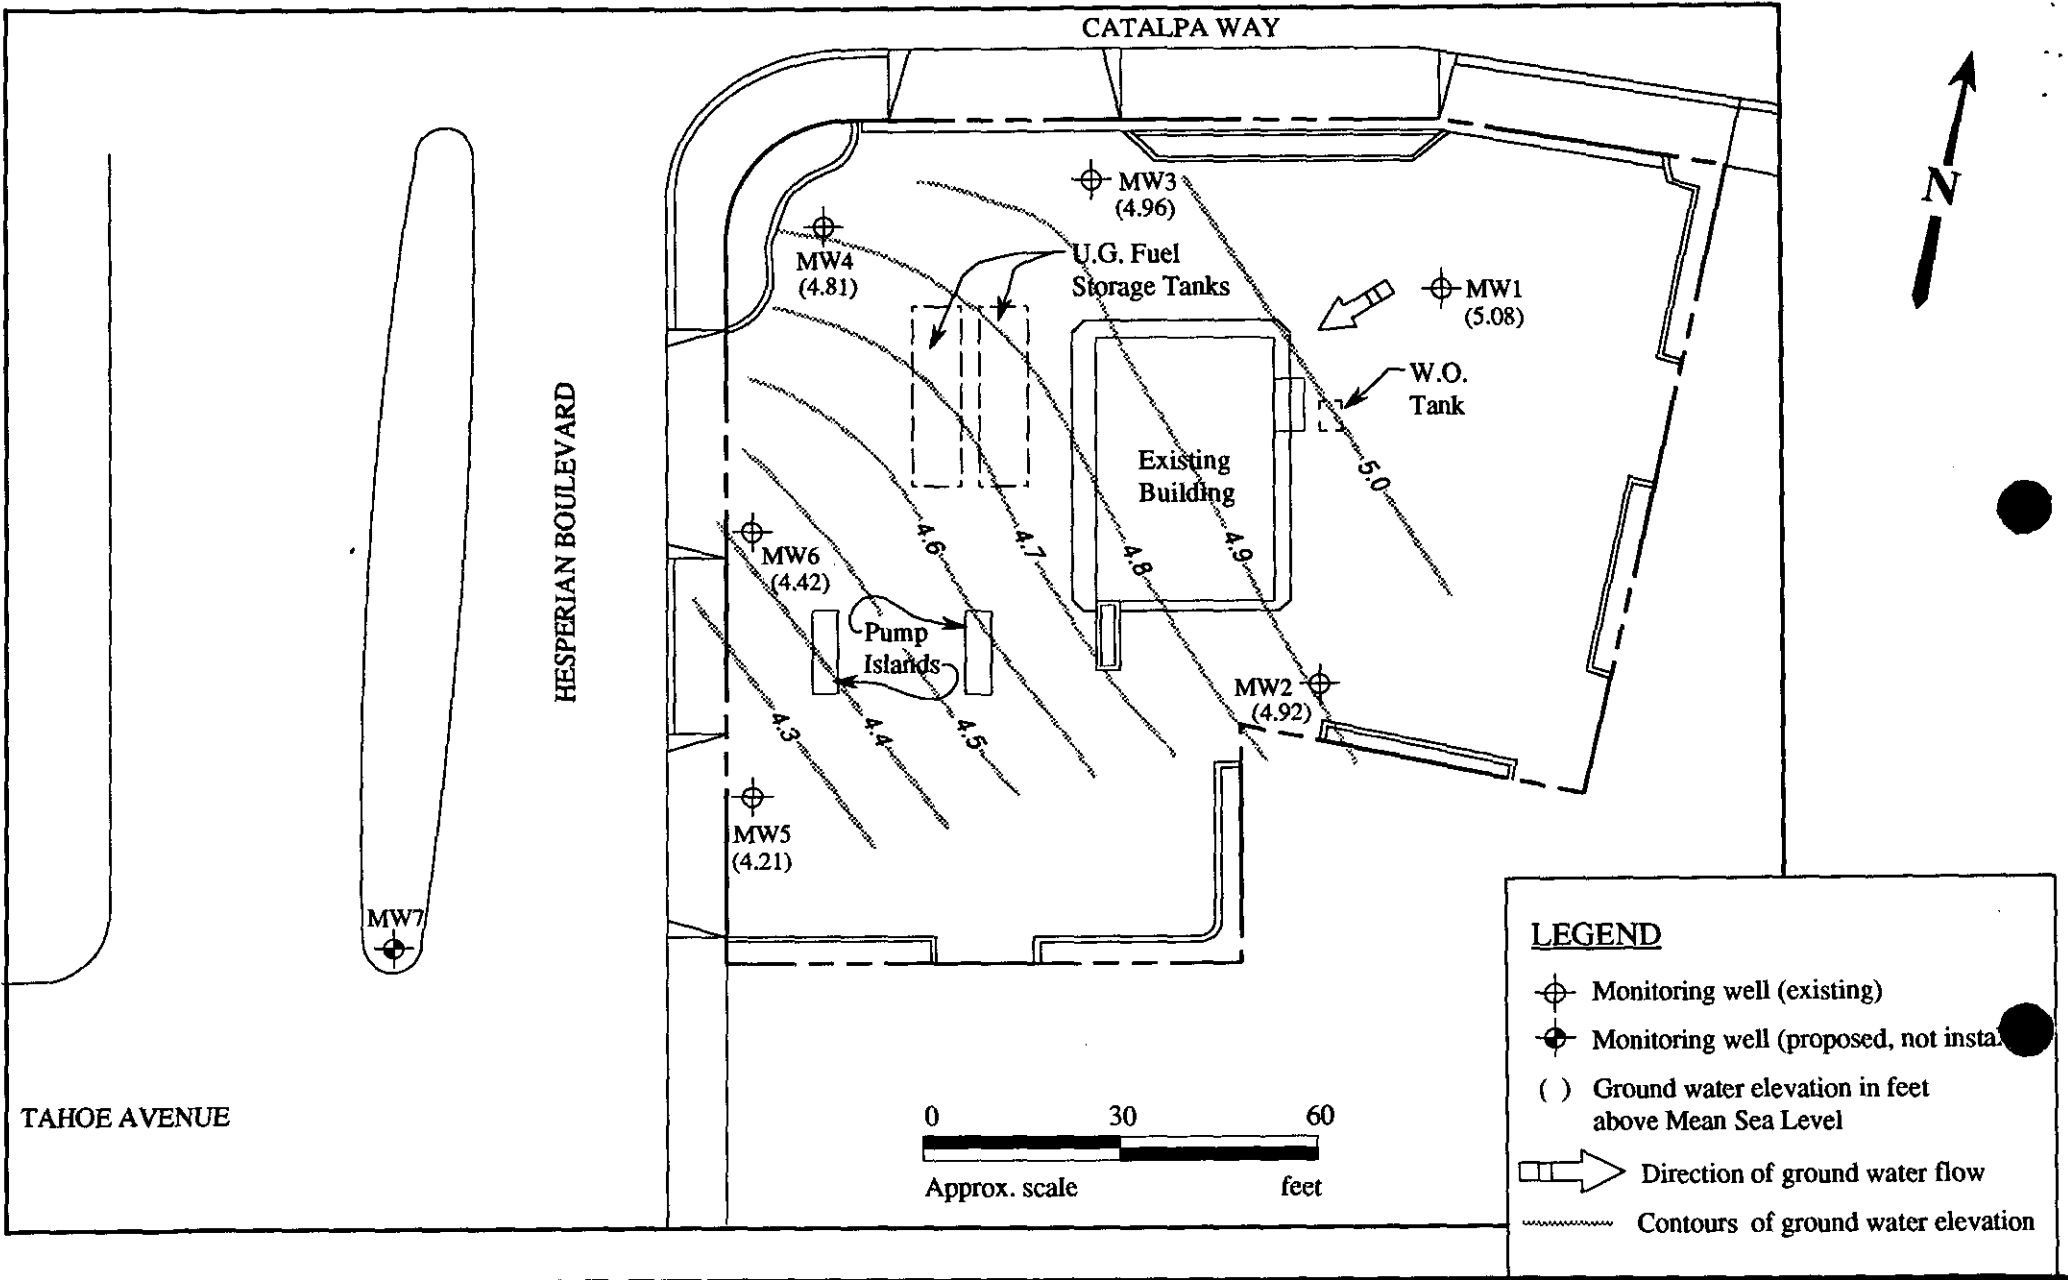 CATALPA WAY
N
MW3
(4.96)
MW4
(4.81)
U.G. Fuel
Storage Tanks
MW1
(5.08)
W.O.
Tank
HESPERIAN BOULEVARD
Existing
Building
5.0
4.9
4.8
4.7
4.6
MW6
(4.42)
Pump
Islands
MW2
(4.92)
4.3
4.4
4.5
MW5
(4.21)
MW7
TAHOE AVENUE
0 30 60
Approx. scale feet
LEGEND
Monitoring well (existing)
Monitoring well (proposed, not
( ) Ground water elevation in feet
above Mean Sea Level
Direction of ground water flow
Contours of ground water elevation